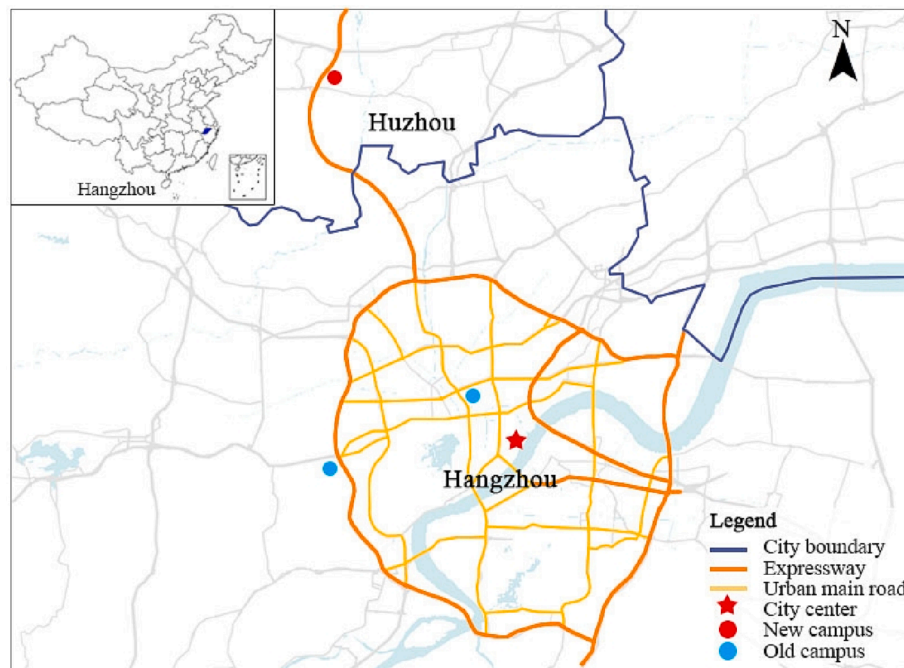 N
Huzhou
Hangzhou
Hangzhou
Legend
City boundary
Expressway
Urban main road
City center
New campus
Old campus